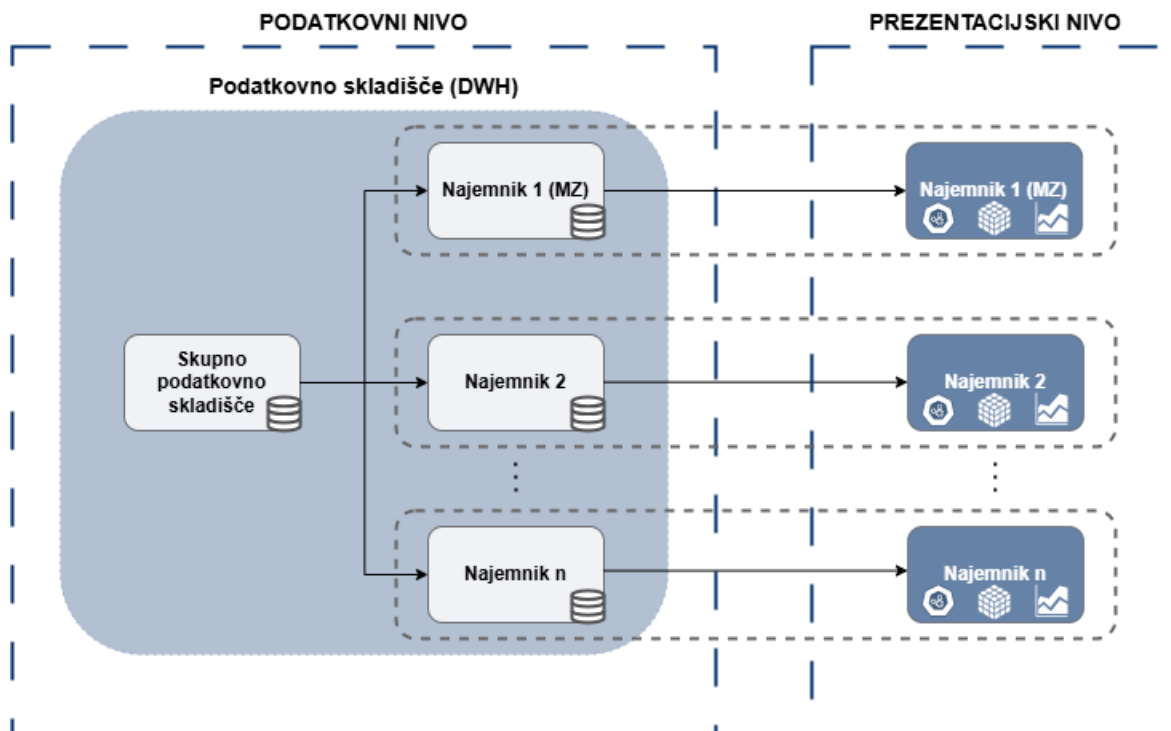 PODATKOVNI NIVO
PREZENTACIJSKI NIVO
Podatkovno skladišče (DWH)
Najemnik 1 (MZ)
Najemnik 1 (MZ)
Skupno
podatkovno
skladišče
Najemnik 2
Najemnik 2
Najemnik n
Najemnik n